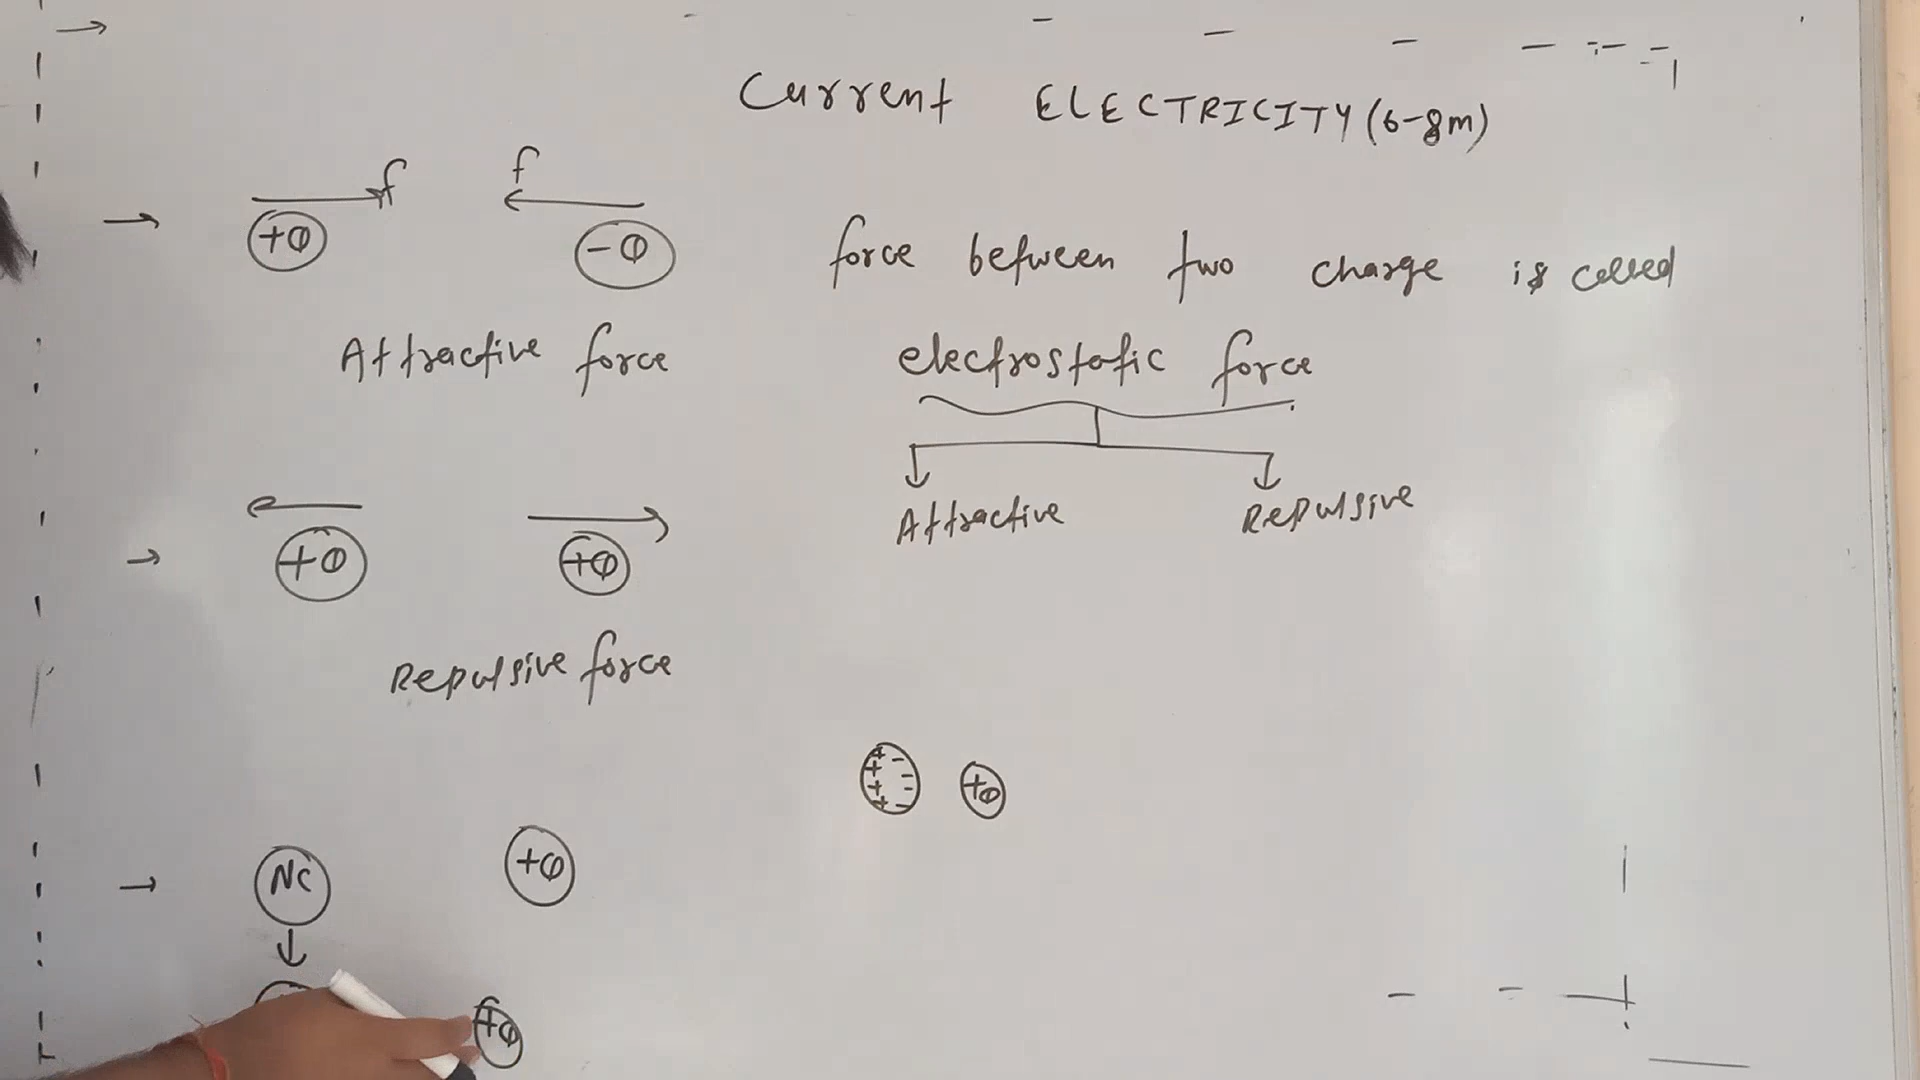 Current ELECTRICITY (6-8m)
f f
+Q -Q
Attractive force
force between two charge is called
electrostatic force
Attractive Repulsive
+Q +Q
Repulsive force
+ -
+ -
+ -
+ -
+Q
NC +Q
+Q